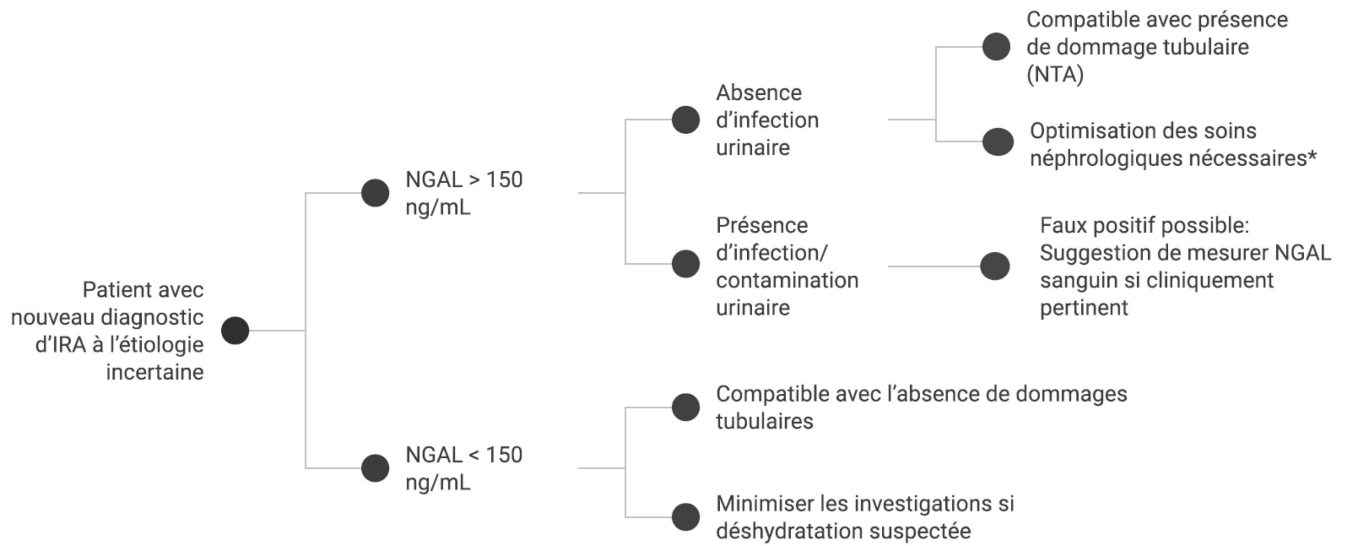 Patient avec
nouveau diagnostic
d'IRA à l'étiologie
incertaine
NGAL > 150
ng/mL
Absence
d'infection
urinaire
Compatible avec présence
de dommage tubulaire
(NTA)
Optimisation des soins
néphrologiques nécessaires*
Présence
d'infection/
contamination
urinaire
Faux positif possible:
Suggestion de mesurer NGAL
sanguin si cliniquement
pertinent
NGAL < 150
ng/mL
Compatible avec l'absence de dommages
tubulaires
Minimiser les investigations si
déshydratation suspectée